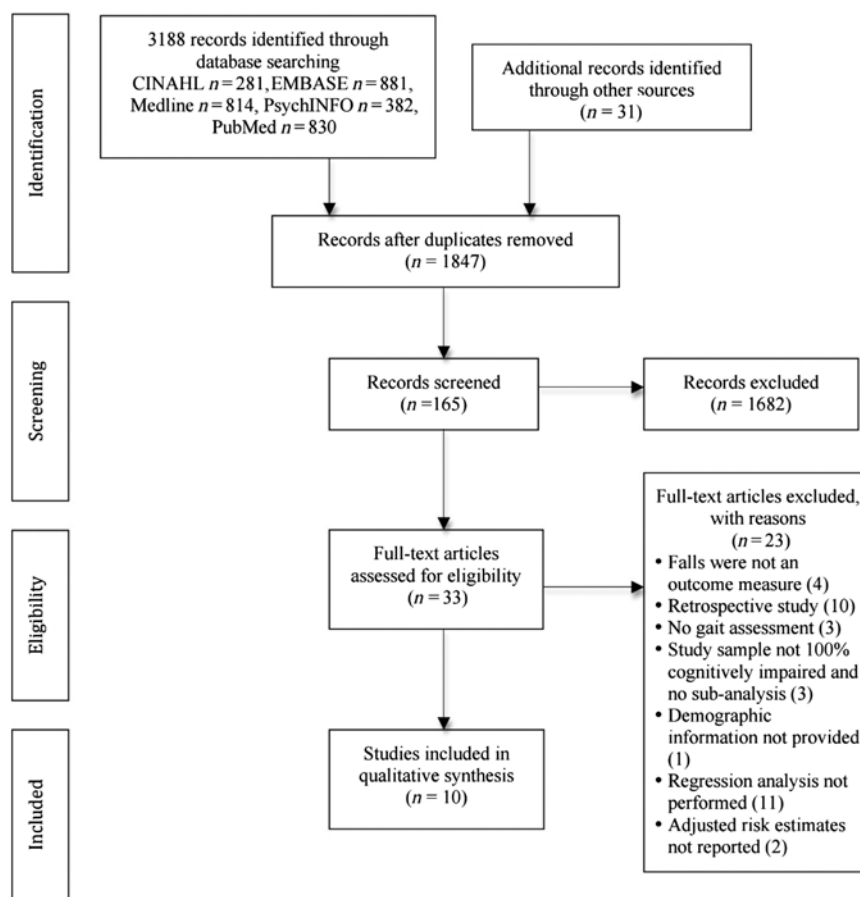 Identification
3188 records identified through
database searching
CINAHL n = 281, EMBASE n = 881,
Medline n = 814, PsychINFO n = 382,
PubMed n = 830
Additional records identified
through other sources
(n = 31)
Records after duplicates removed
(n = 1847)
Screening
Records screened
(n =165)
Records excluded
(n = 1682)
Eligibility
Full-text articles
assessed for eligibility
(n = 33)
Full-text articles excluded,
with reasons
(n = 23)
• Falls were not an
outcome measure (4)
• Retrospective study (10)
• No gait assessment (3)
• Study sample not 100%
cognitively impaired and
no sub-analysis (3)
• Demographic
information not provided
(1)
• Regression analysis not
performed (11)
• Adjusted risk estimates
not reported (2)
Included
Studies included in
qualitative synthesis
(n = 10)